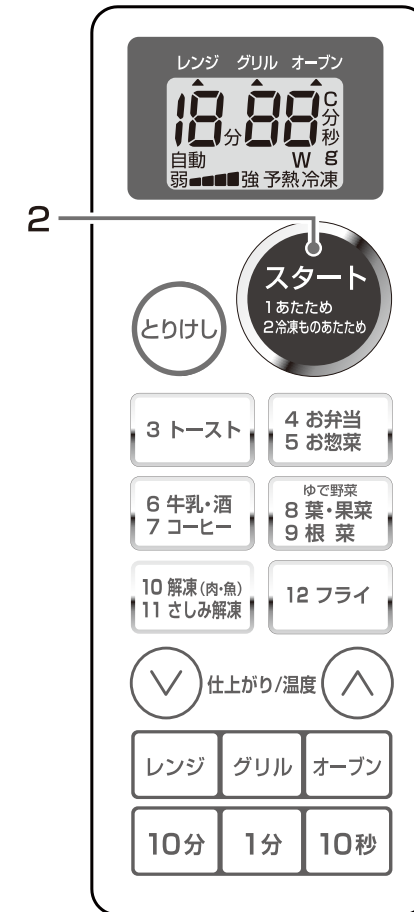 レンジ グリル オーブン
18分88 C分秒
自動 W g
弱 強 予熱冷凍
2
スタート
1あたため
2冷凍ものあたため
とりけし
3 トースト
4 お弁当
5 お惣菜
6 牛乳・酒
7 コーヒー
ゆで野菜
8 葉・果菜
9 根 菜
10 解凍(肉・魚)
11 さしみ解凍
12 フライ
仕上がり/温度
レンジ グリル オーブン
10分 1分 10秒